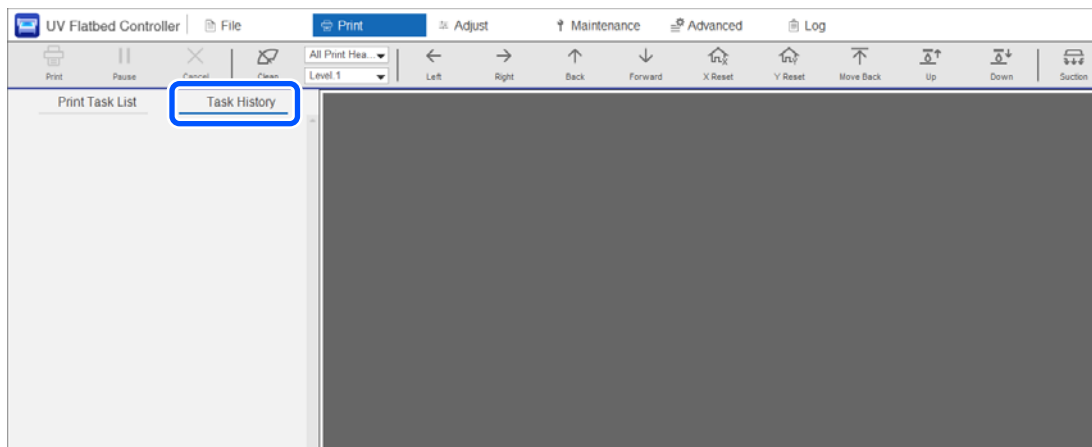 UV Flatbed Controller File Print Adjust Maintenance Advanced Log
All Print Hea...
Level.1
Print Pause Cancel Clean Left Right Back Forward X Reset Y Reset Move Back Up Down Suction
Print Task List Task History